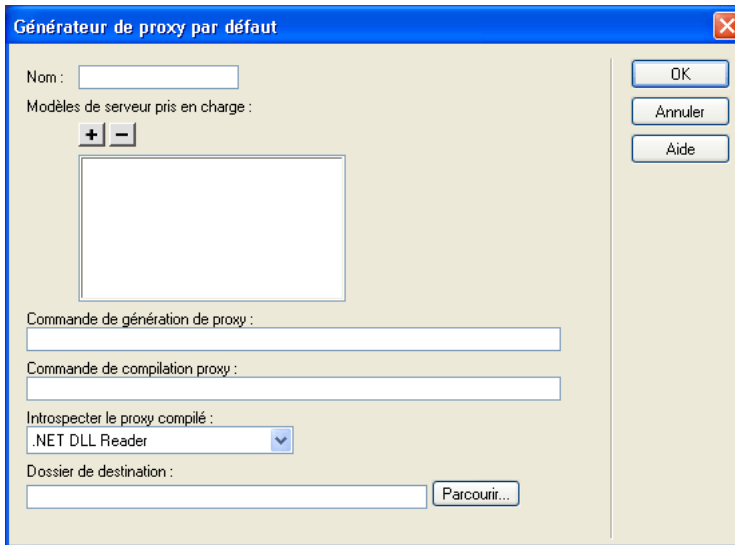 Générateur de proxy par défaut
Nom :
OK
Modèles de serveur pris en charge :
Annuler
Aide
Commande de génération de proxy :
Commande de compilation proxy :
Introspecter le proxy compilé :
.NET DLL Reader
Dossier de destination :
Parcourir...